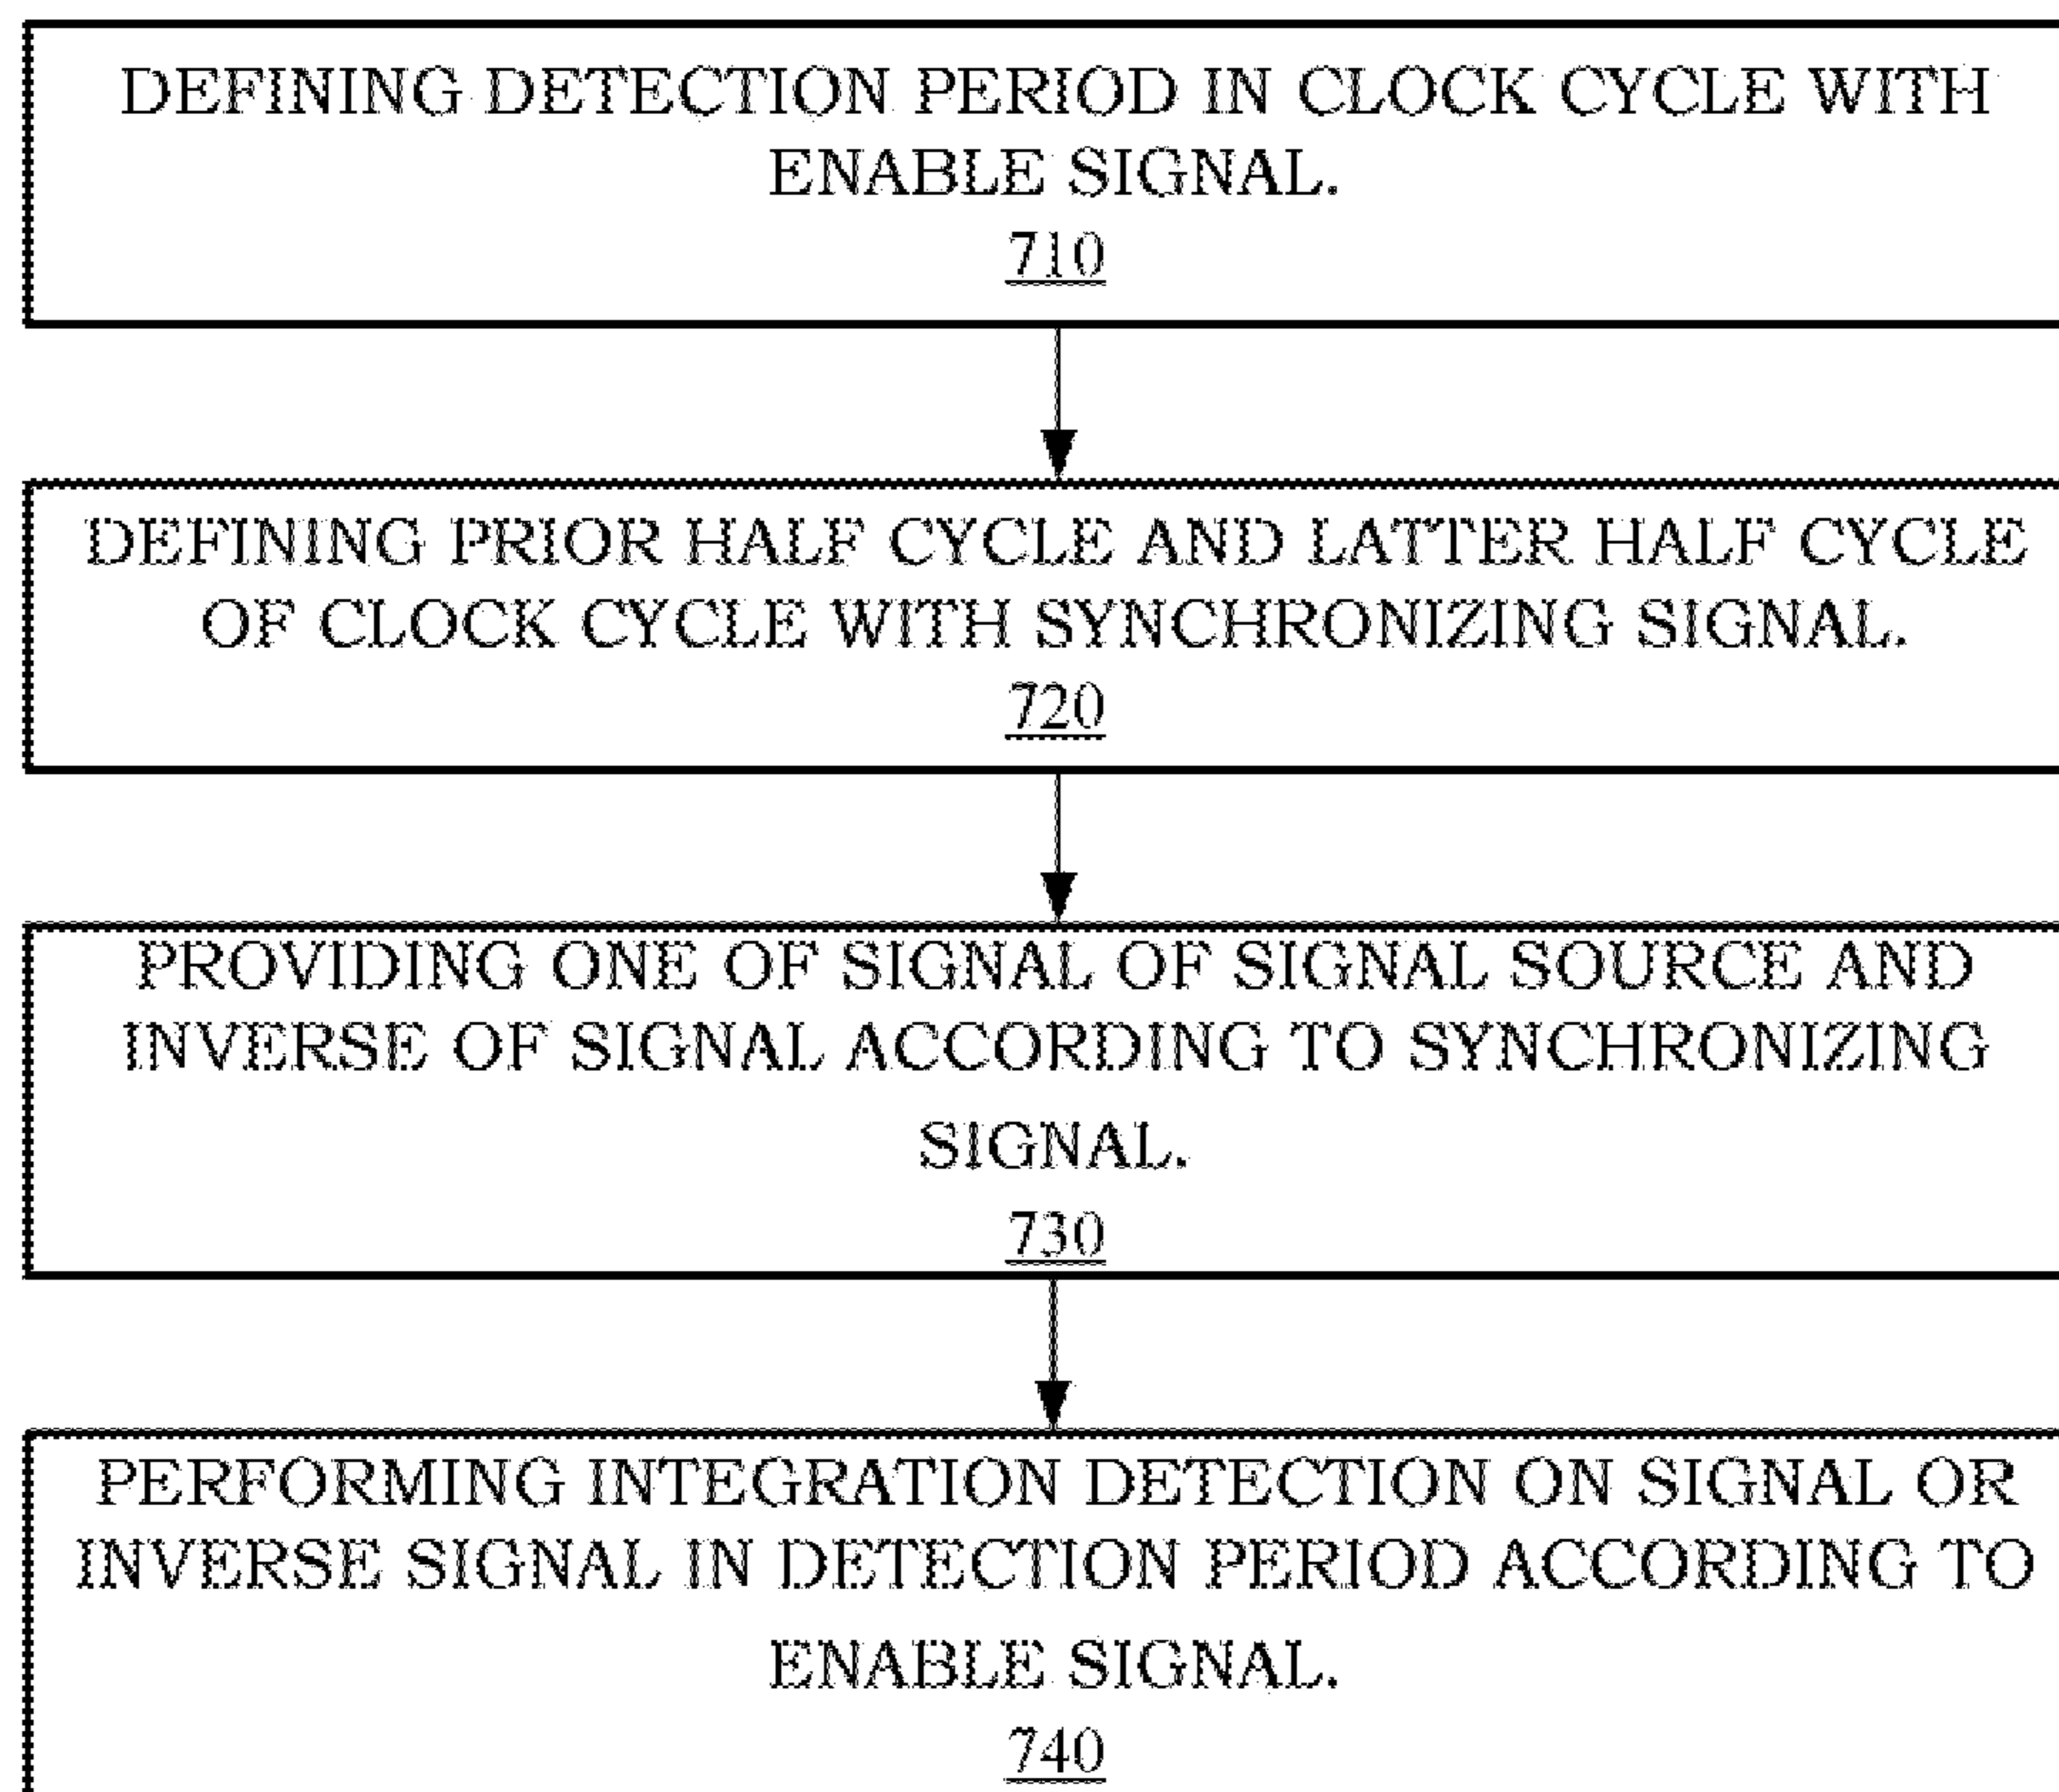 DEFINING DETECTION PERIOD IN CLOCK CYCLE WITH
ENABLE SIGNAL.
710
DEFINING PRIOR HALF CYCLE AND LATTER HALF CYCLE
OF CLOCK CYCLE WITH SYNCHRONIZING SIGNAL.
720
PROVIDING ONE OF SIGNAL OF SIGNAL SOURCE AND
INVERSE OF SIGNAL ACCORDING TO SYNCHRONIZING
SIGNAL.
730
PERFORMING INTEGRATION DETECTION ON SIGNAL OR
INVERSE SIGNAL IN DETECTION PERIOD ACCORDING TO
ENABLE SIGNAL.
740